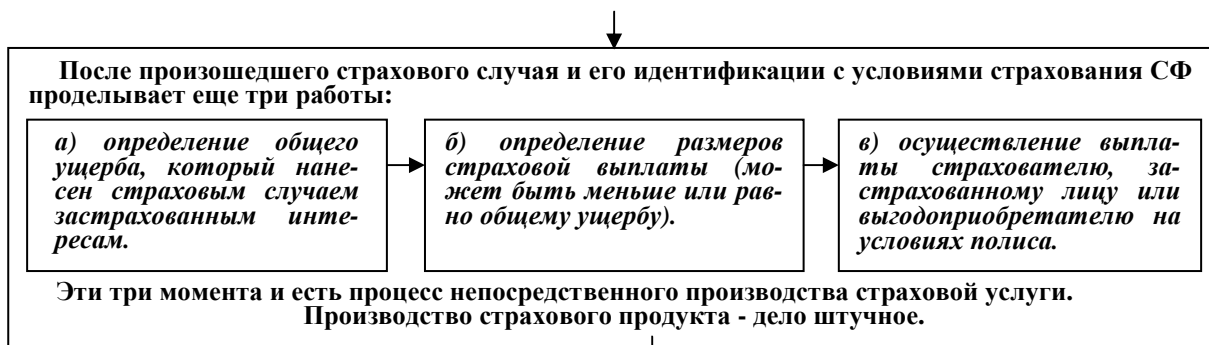 После произошедшего страхового случая и его идентификации с условиями страхования СФ
проделывает еще три работы:
а) определение общего
ущерба, который нане-
сен страховым случаем
застрахованным инте-
ресам.
б) определение размеров
страховой выплаты (мо-
жет быть меньше или рав-
но общему ущербу).
в) осуществление выпла-
ты страхователю, за-
страхованному лицу или
выгодоприобретателю на
условиях полиса.
Эти три момента и есть процесс непосредственного производства страховой услуги.
Производство страхового продукта - дело штучное.